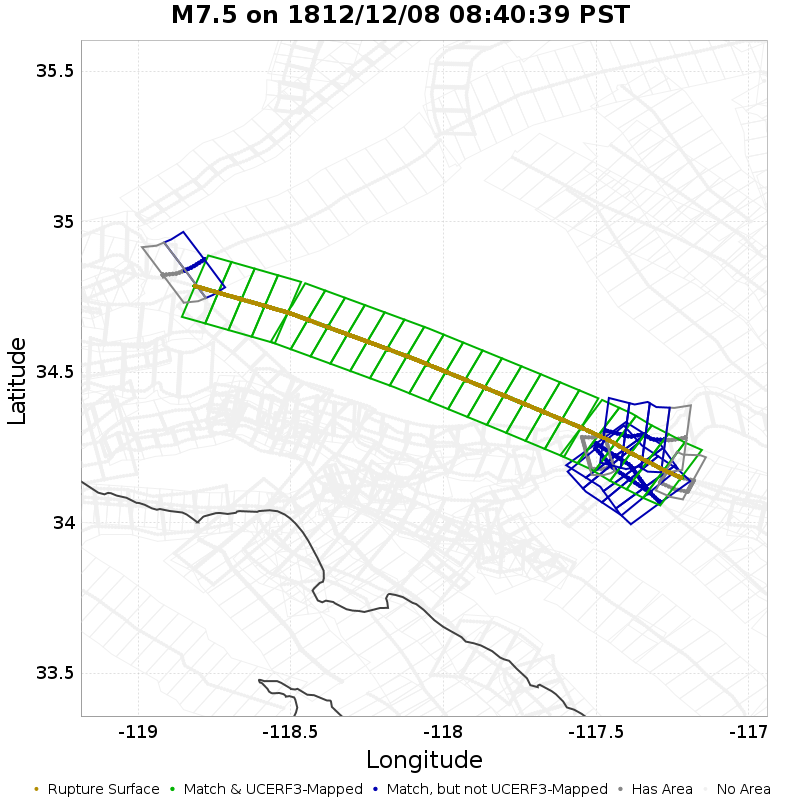 M7.5 on 1812/12/08 08:40:39 PST
35.5
35
34.5
34
33.5
Latitude
-119
-118.5
-118
-117.5
-117
Longitude
Rupture Surface
Match & UCERF3-Mapped
Match, but not UCERF3-Mapped
Has Area
No Area